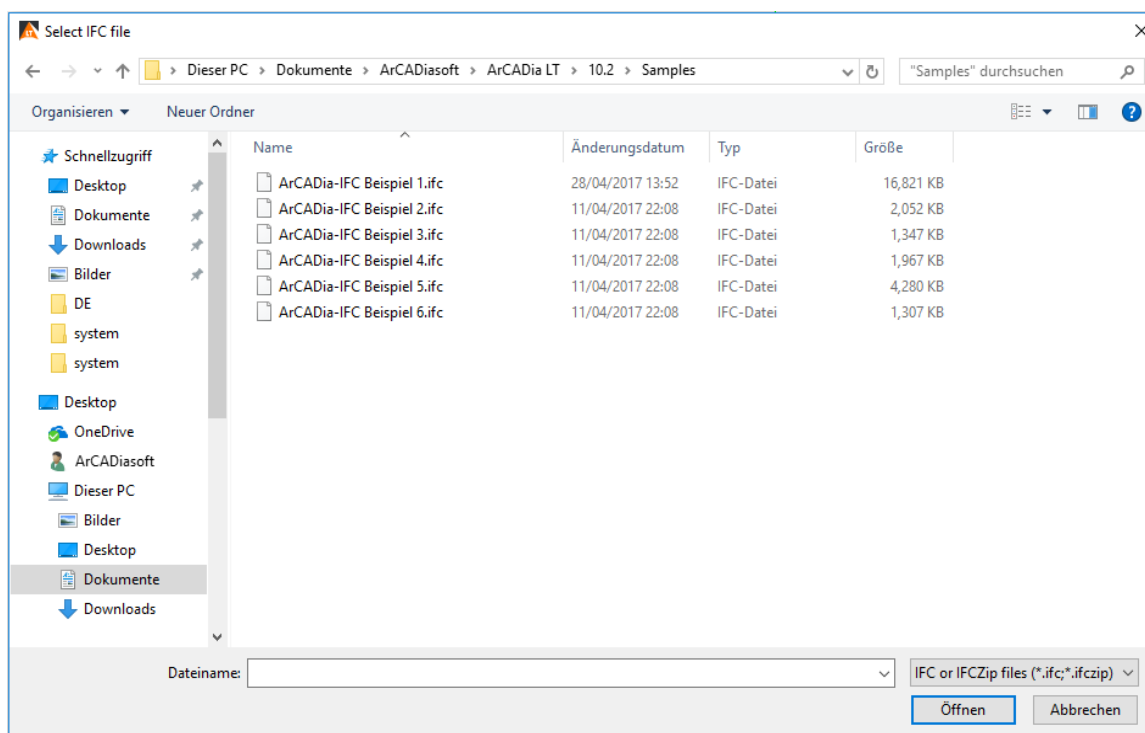 Select IFC file
Dieser PC > Dokumente > ArCADiasoft > ArCADia LT > 10.2 > Samples
"Samples" durchsuchen
Organisieren
Neuer Ordner
Schnellzugriff
Desktop
Dokumente
Downloads
Bilder
DE
system
system
Desktop
OneDrive
ArCADiasoft
Dieser PC
Bilder
Desktop
Dokumente
Downloads
Name Änderungsdatum Typ Größe
ArCADia-IFC Beispiel 1.ifc 28/04/2017 13:52 IFC-Datei 16,821 KB
ArCADia-IFC Beispiel 2.ifc 11/04/2017 22:08 IFC-Datei 2,052 KB
ArCADia-IFC Beispiel 3.ifc 11/04/2017 22:08 IFC-Datei 1,347 KB
ArCADia-IFC Beispiel 4.ifc 11/04/2017 22:08 IFC-Datei 1,967 KB
ArCADia-IFC Beispiel 5.ifc 11/04/2017 22:08 IFC-Datei 4,280 KB
ArCADia-IFC Beispiel 6.ifc 11/04/2017 22:08 IFC-Datei 1,307 KB
Dateiname:
IFC or IFCZip files (*.ifc;*.ifczip)
Öffnen
Abbrechen